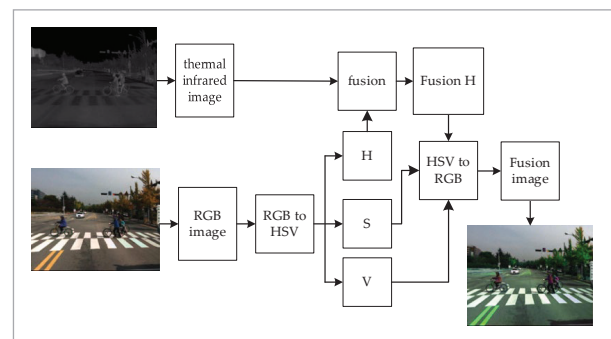 thermal
infrared
image
fusion
Fusion H
H
HSV to
RGB
Fusion
image
RGB
image
RGB to
HSV
S
V